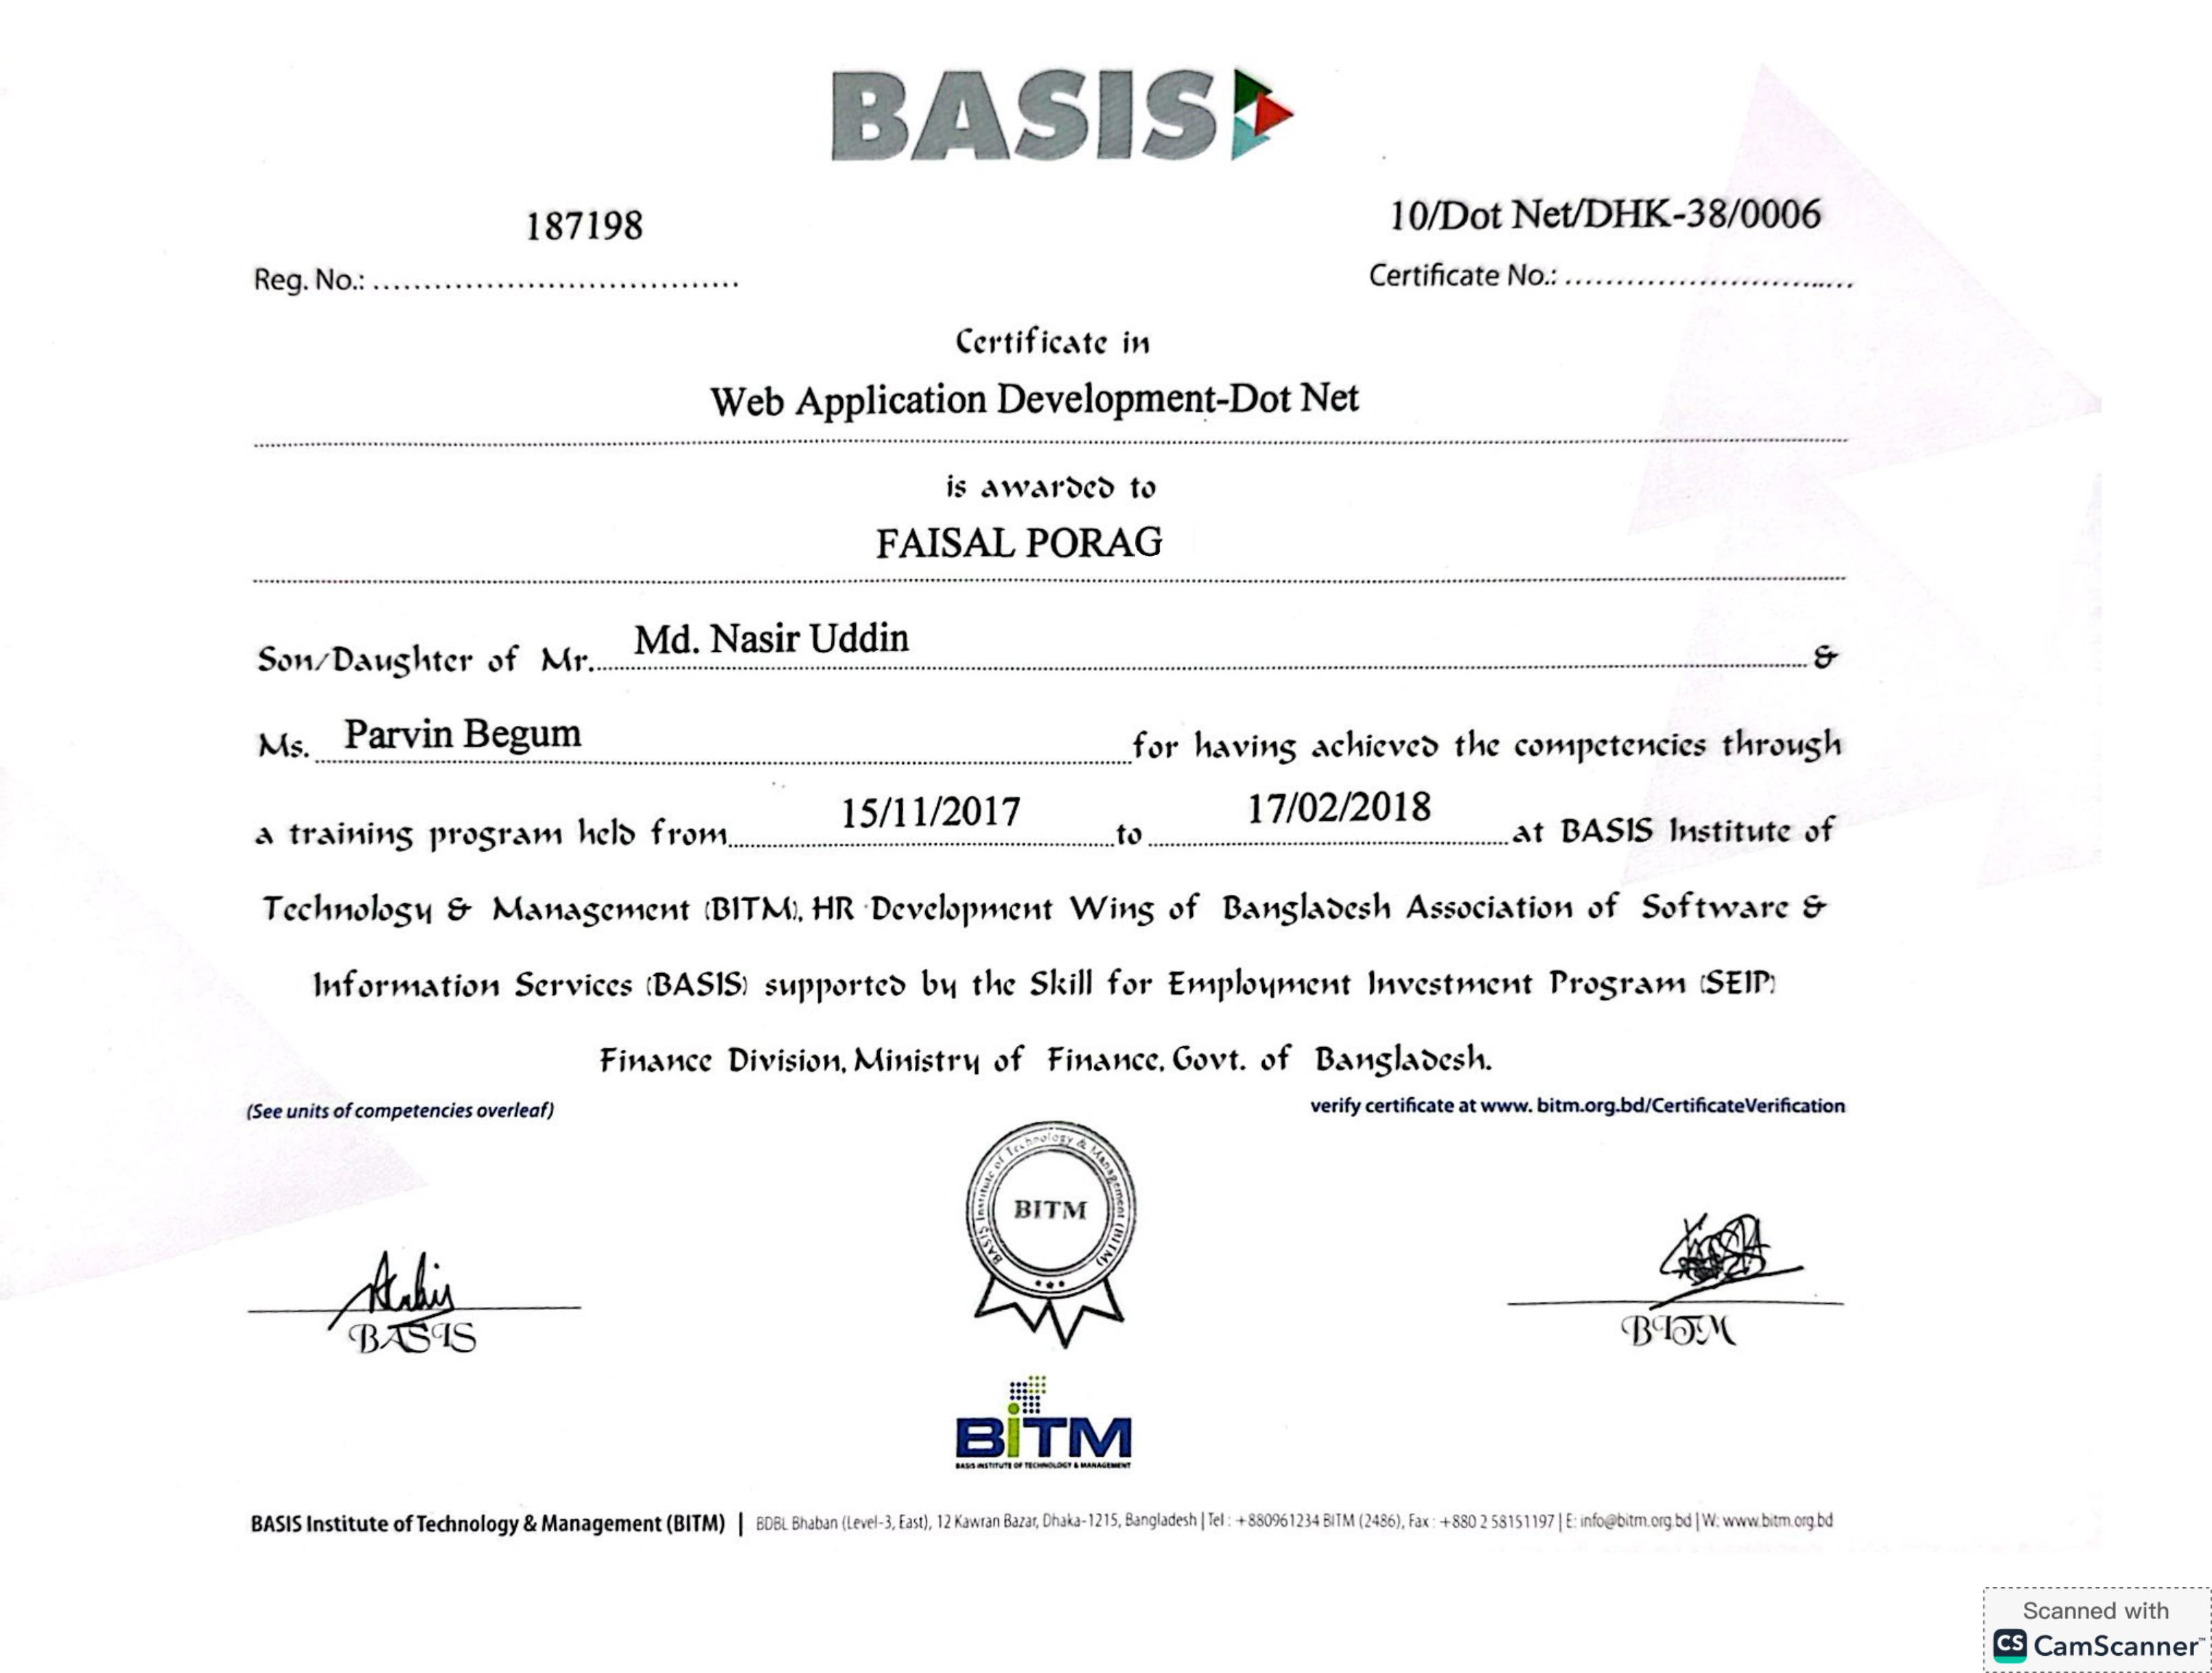 BASIS
187198
10/Dot Net/DHK-38/0006
Reg. No.: ....................................
Certificate No.: ............................
Certificate in
Web Application Development-Dot Net
is awarded to
FAISAL PORAG
Son/Daughter of Mr. Md. Nasir Uddin &
Ms. Parvin Begum for having achieved the competencies through
a training program held from 15/11/2017 to 17/02/2018 at BASIS Institute of
Technology & Management (BITM), HR Development Wing of Bangladesh Association of Software &
Information Services (BASIS) supported by the Skill for Employment Investment Program (SEIP)
Finance Division, Ministry of Finance, Govt. of Bangladesh.
(See units of competencies overleaf)
verify certificate at www. bitm.org.bd/CertificateVerification
BASIS Institute of Technology & Management (BITM)
BITM
BASIS
BITM
BiTM
BASIS INSTITUTE OF TECHNOLOGY & MANAGEMENT
BASIS Institute of Technology & Management (BITM) | BDBL Bhaban (Level-3, East), 12 Kawran Bazar, Dhaka-1215, Bangladesh | Tel : +880961234 BITM (2486), Fax : +880 2 58151197 | E: info@bitm.org.bd | W: www.bitm.org.bd
Scanned with
CS CamScanner™